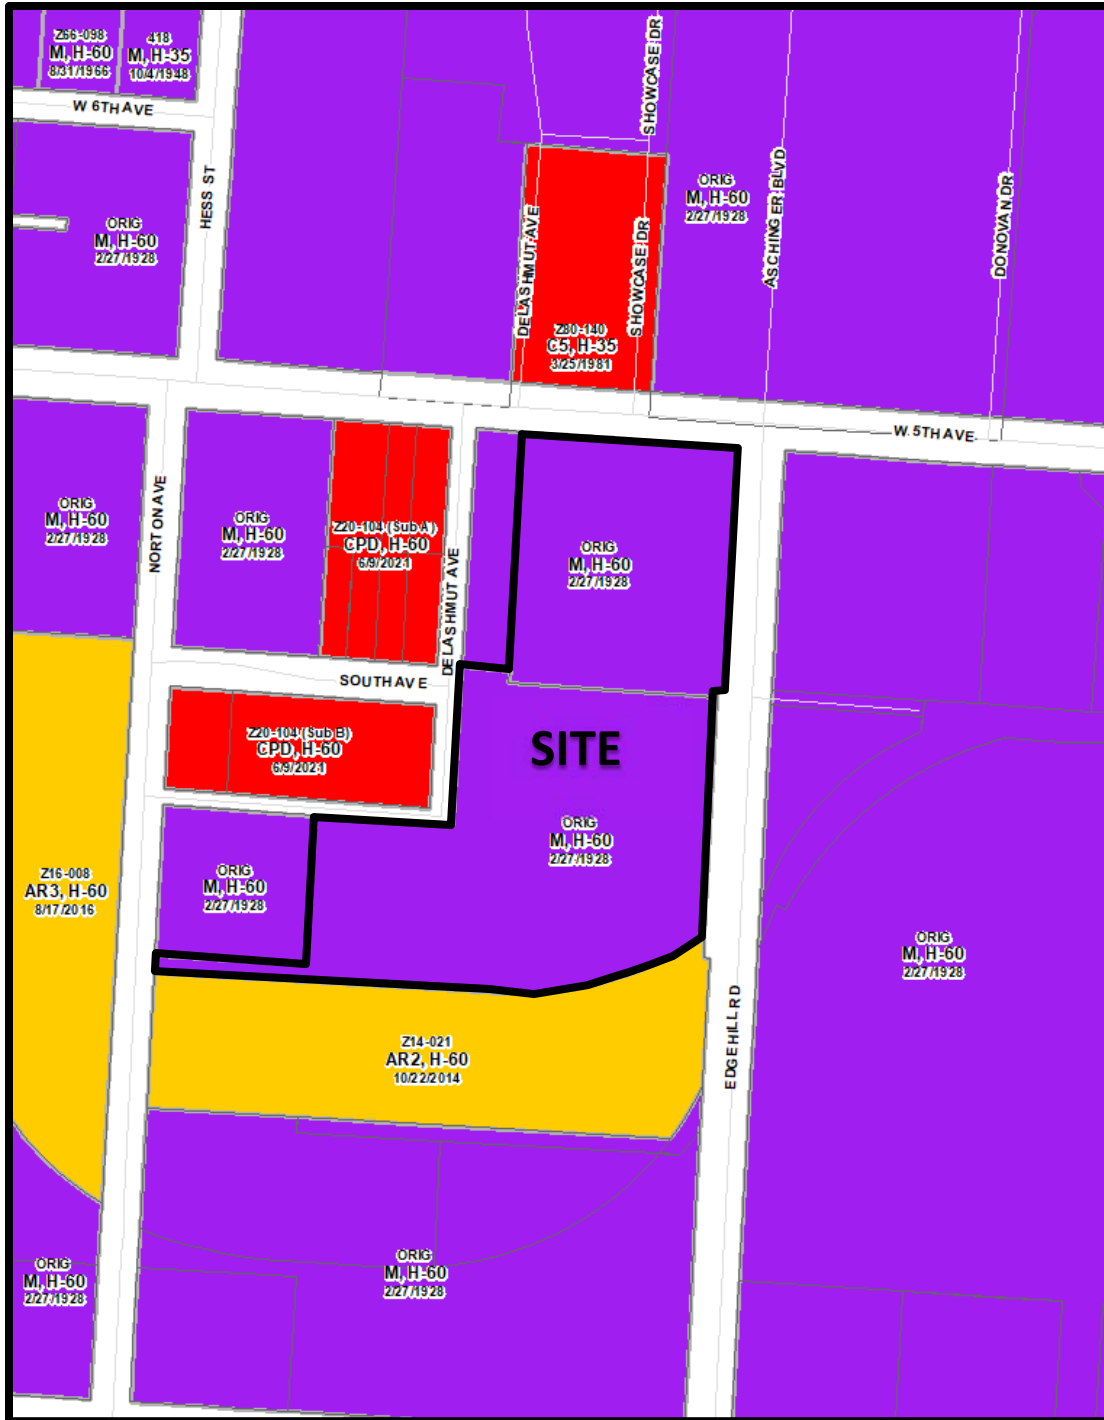 Z66-098
M, H-60
8/31/1966
418
M, H-35
10/4/1948
W 6TH AVE
HESS ST
ORIG
M, H-60
2/27/1928
SHOWCASE DR
DELASHMUT AVE
SHOWCASE DR
Z80-140
C5, H-35
3/25/1981
ORIG
M, H-60
2/27/1928
ASCHINGER BLVD
DONOVAN DR
W 5TH AVE
ORIG
M, H-60
2/27/1928
NORTON AVE
ORIG
M, H-60
2/27/1928
Z20-104 (Sub A)
CPD, H-60
6/9/2021
DELASHMUT AVE
ORIG
M, H-60
2/27/1928
SOUTH AVE
Z20-104 (Sub B)
CPD, H-60
6/9/2021
SITE
ORIG
M, H-60
2/27/1928
Z16-008
AR3, H-60
8/17/2016
ORIG
M, H-60
2/27/1928
ORIG
M, H-60
2/27/1928
EDGEHILL RD
Z14-021
AR2, H-60
10/22/2014
ORIG
M, H-60
2/27/1928
ORIG
M, H-60
2/27/1928